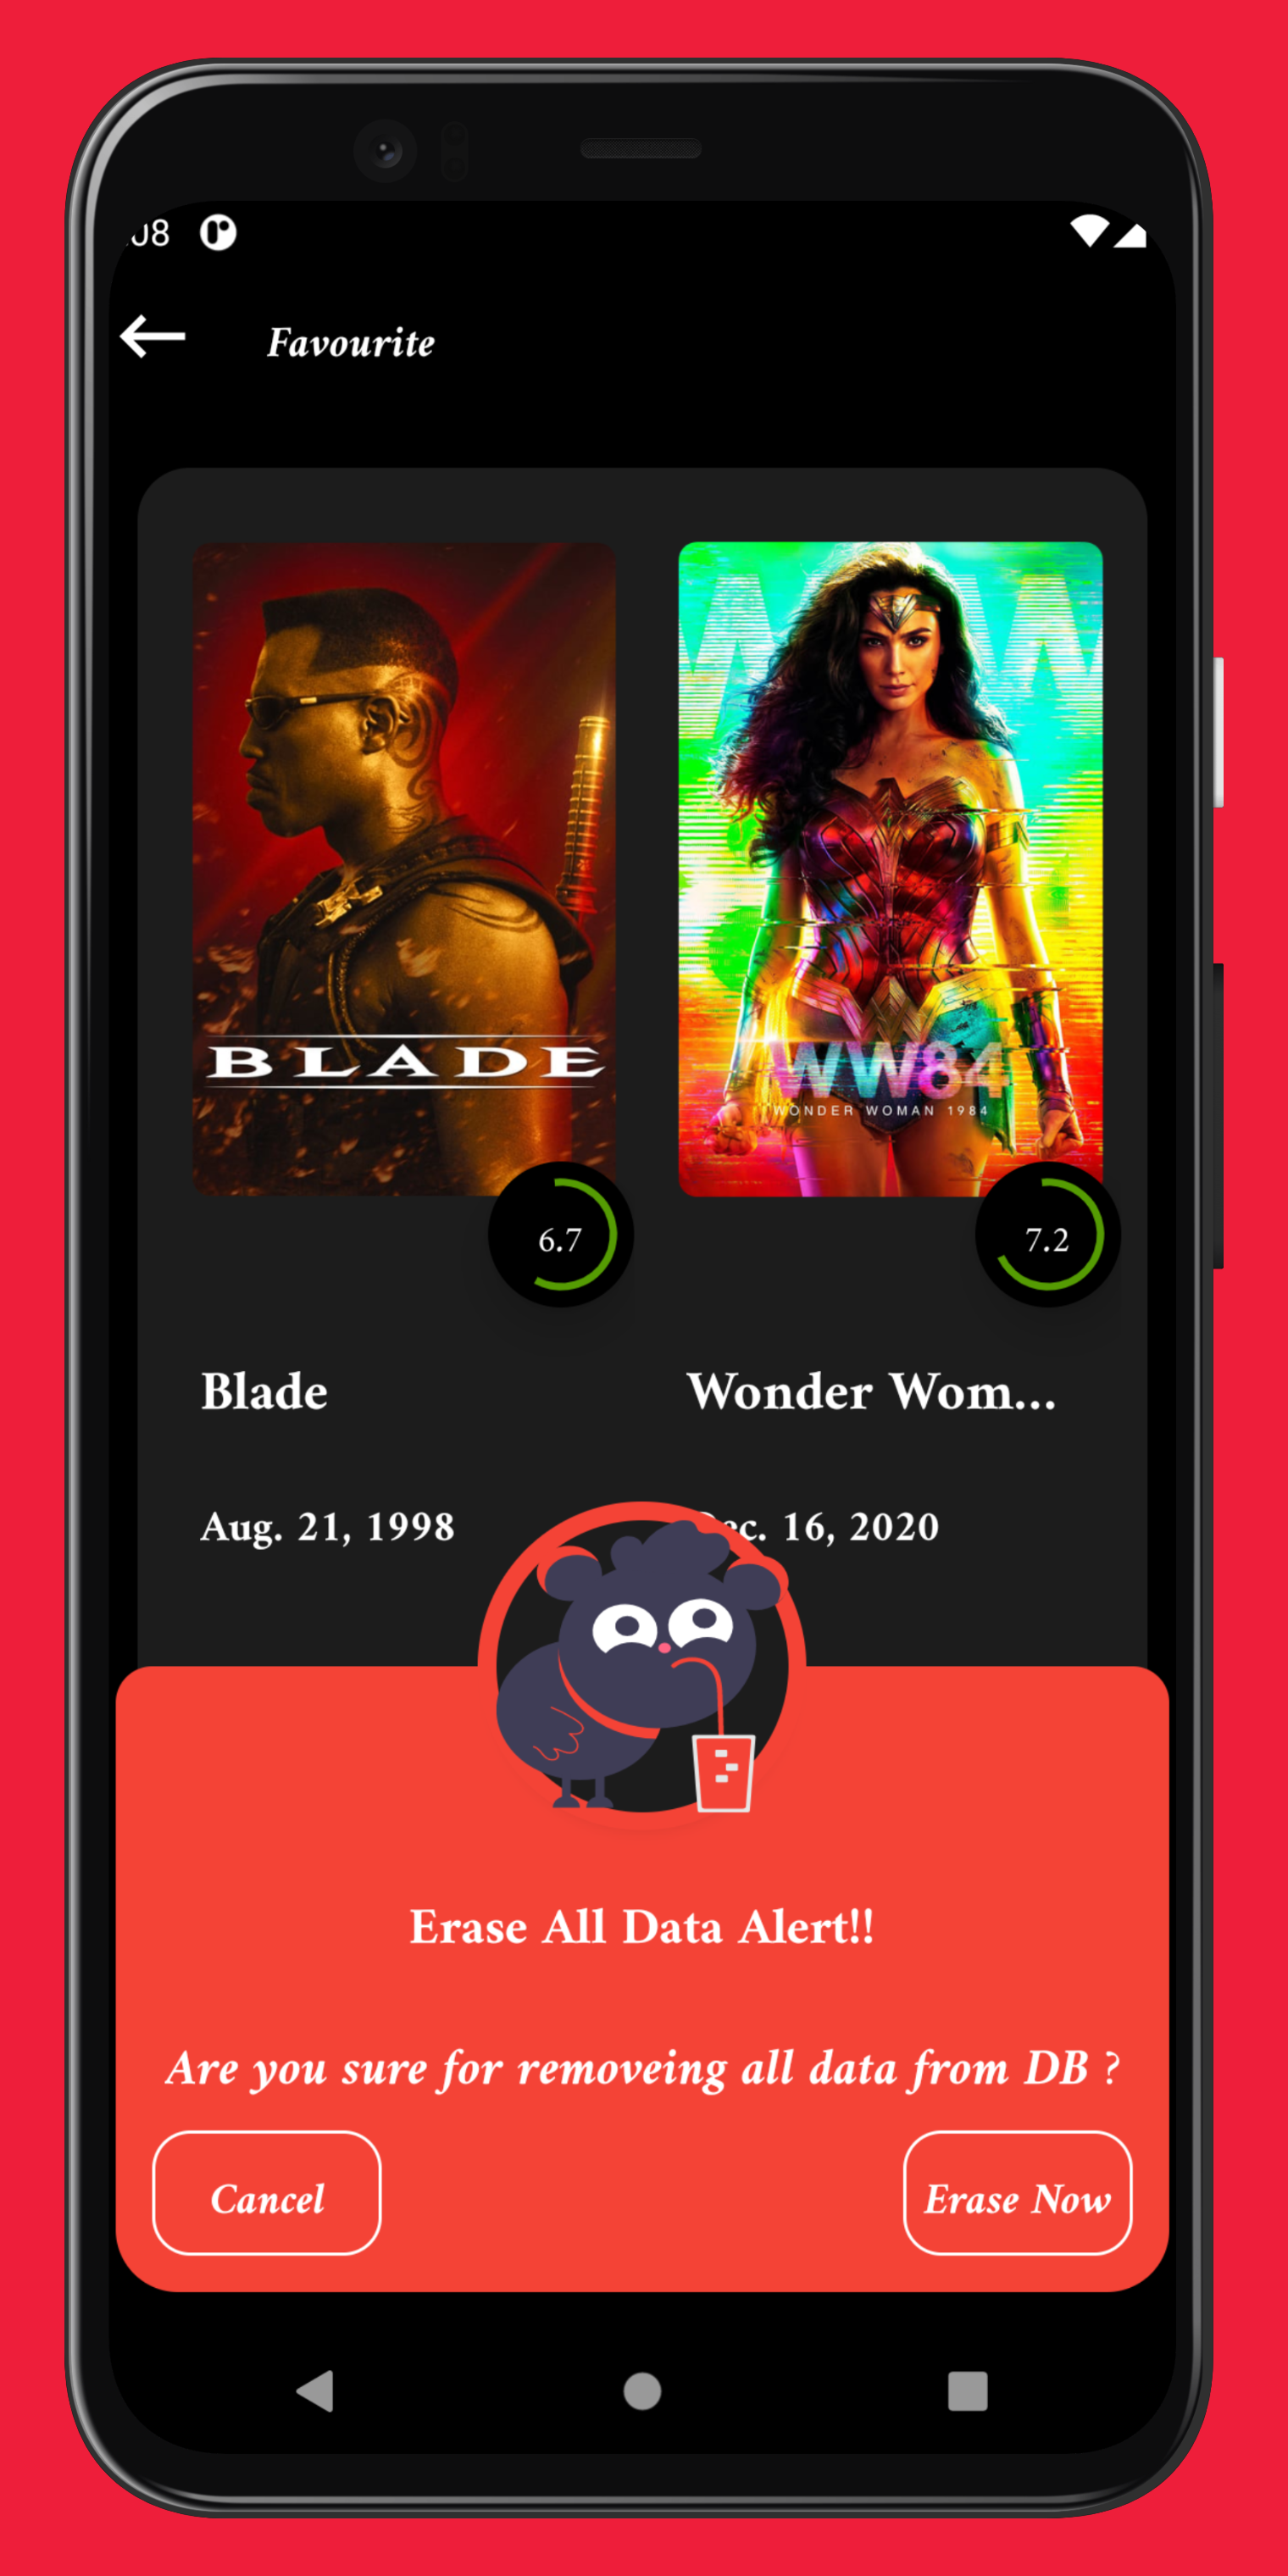 08
Favourite
BLADE
WW84
WONDER WOMAN 1984
6.7
7.2
Blade
Wonder Wom...
Aug. 21, 1998
16, 2020
Erase All Data Alert!!
Are you sure for removeing all data from DB ?
Cancel
Erase Now